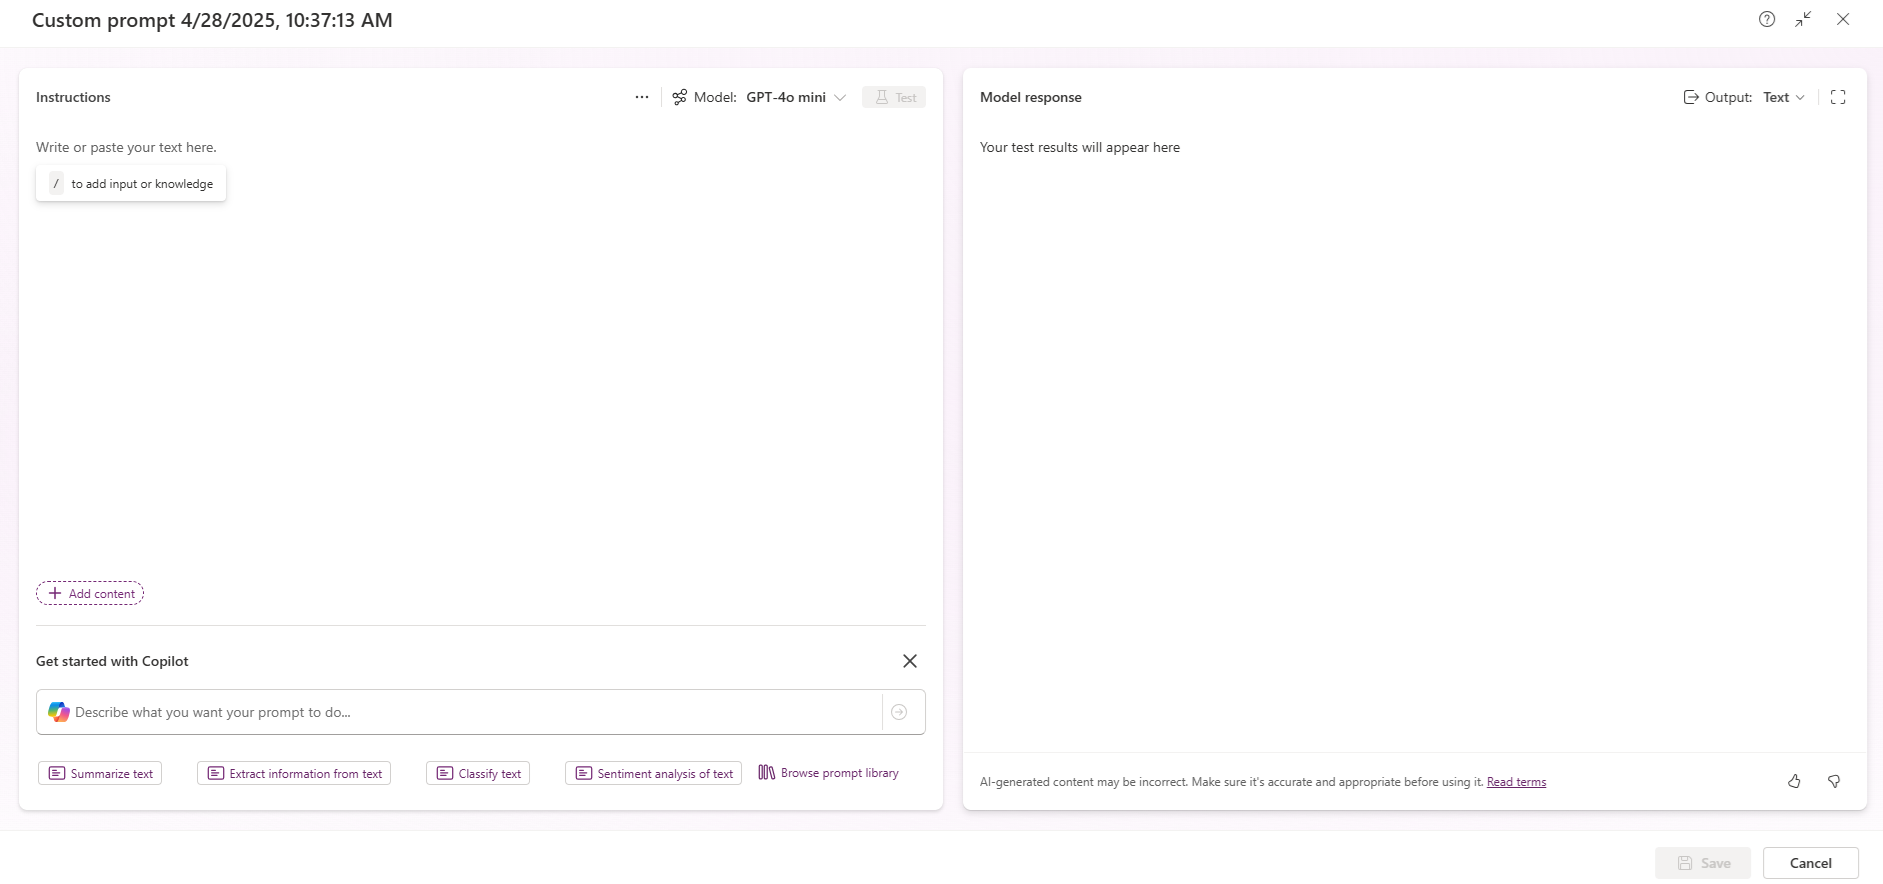 Custom prompt 4/28/2025, 10:37:13 AM
Instructions
Model: GPT-4o mini
Test
Write or paste your text here.
/ to add input or knowledge
Add content
Get started with Copilot
Describe what you want your prompt to do...
Summarize text
Extract information from text
Classify text
Sentiment analysis of text
Browse prompt library
Model response
Output: Text
Your test results will appear here
AI-generated content may be incorrect. Make sure it's accurate and appropriate before using it. Read terms
Save
Cancel